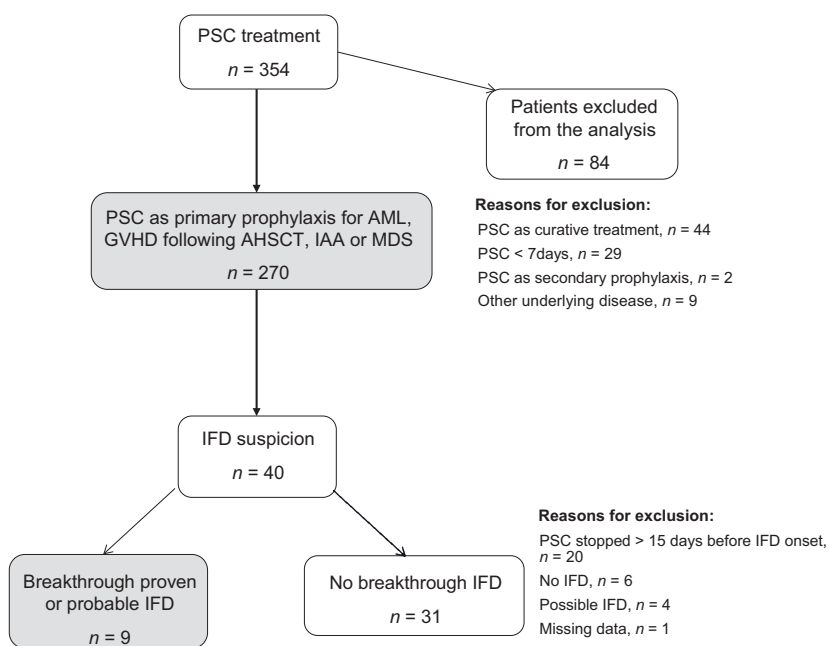 PSC treatment
n = 354
Patients excluded
from the analysis
n = 84
PSC as primary prophylaxis for AML,
GVHD following AHSCT, IAA or MDS
n = 270
Reasons for exclusion:
PSC as curative treatment, n = 44
PSC < 7days, n = 29
PSC as secondary prophylaxis, n = 2
Other underlying disease, n = 9
IFD suspicion
n = 40
Breakthrough proven
or probable IFD
n = 9
No breakthrough IFD
n = 31
Reasons for exclusion:
PSC stopped > 15 days before IFD onset,
n = 20
No IFD, n = 6
Possible IFD, n = 4
Missing data, n = 1